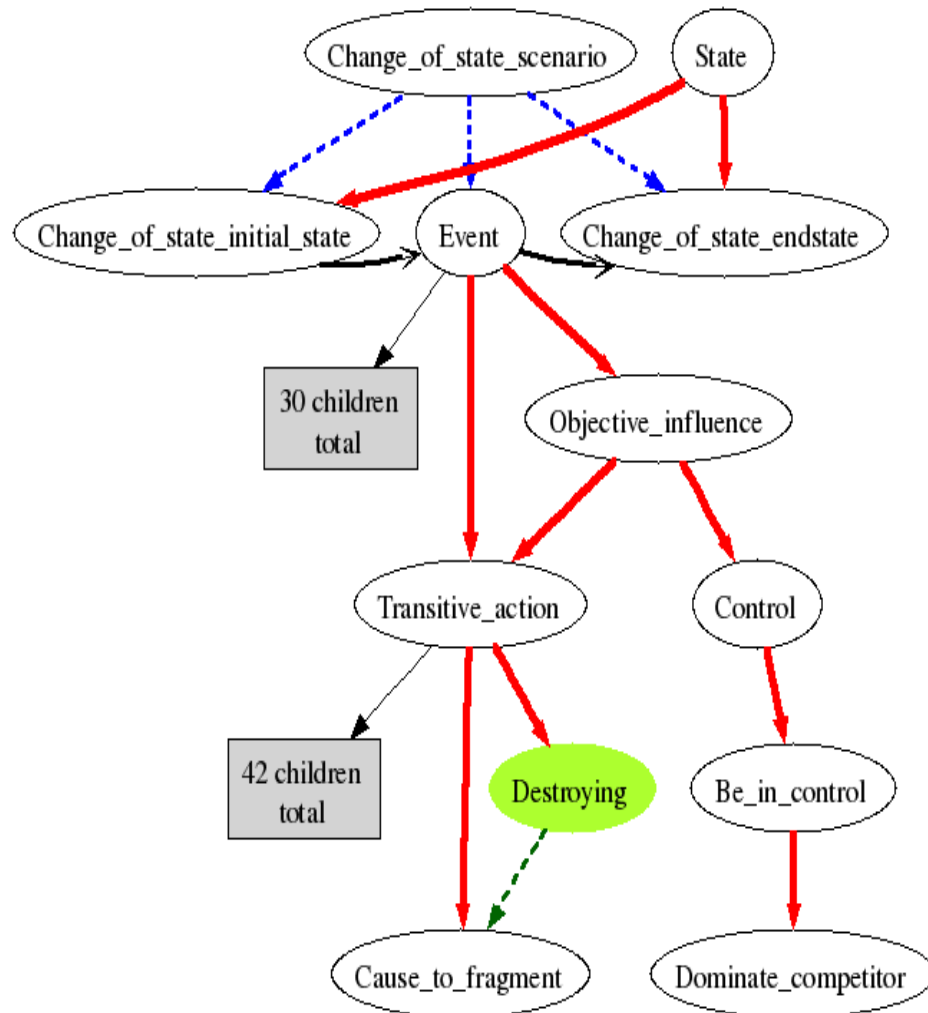 Change_of_state_scenario
State
Change_of_state_initial_state
Event
Change_of_state_endstate
30 children
total
Objective_influence
Transitive_action
Control
42 children
total
Destroying
Be_in_control
Cause_to_fragment
Dominate_competitor